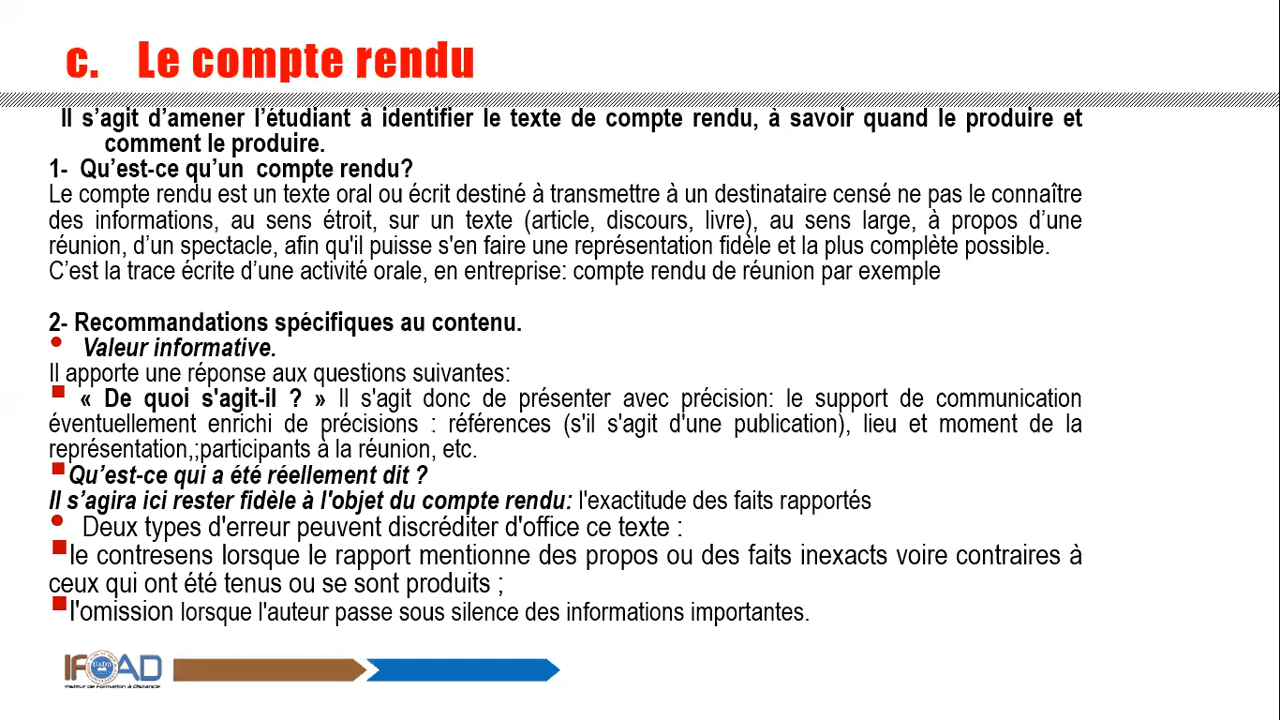 c. Le compte rendu
Il s’agit d’amener l’étudiant à identifier le texte de compte rendu, à savoir quand le produire et
comment le produire.
1- Qu’est-ce qu’un compte rendu?
Le compte rendu est un texte oral ou écrit destiné à transmettre à un destinataire censé ne pas le connaître
des informations, au sens étroit, sur un texte (article, discours, livre), au sens large, à propos d’une
réunion, d’un spectacle, afin qu'il puisse s'en faire une représentation fidèle et la plus complète possible.
C’est la trace écrite d’une activité orale, en entreprise: compte rendu de réunion par exemple
2- Recommandations spécifiques au contenu.
• Valeur informative.
Il apporte une réponse aux questions suivantes:
▪ « De quoi s'agit-il ? » Il s'agit donc de présenter avec précision: le support de communication
éventuellement enrichi de précisions : références (s'il s'agit d'une publication), lieu et moment de la
représentation,;participants à la réunion, etc.
▪Qu’est-ce qui a été réellement dit ?
Il s’agira ici rester fidèle à l'objet du compte rendu: l'exactitude des faits rapportés
• Deux types d'erreur peuvent discréditer d'office ce texte :
▪le contresens lorsque le rapport mentionne des propos ou des faits inexacts voire contraires à
ceux qui ont été tenus ou se sont produits ;
▪l'omission lorsque l'auteur passe sous silence des informations importantes.
IFOAD
Institut de Formation à Distance